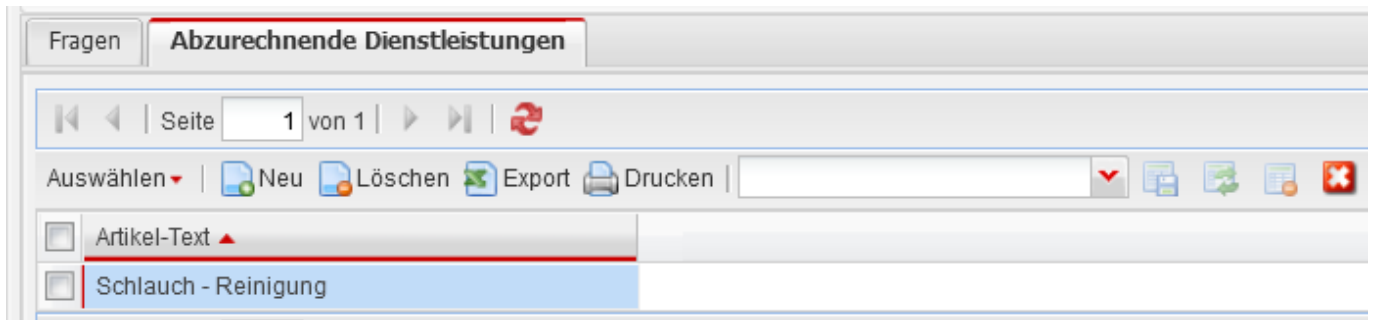 Fragen Abzurechnende Dienstleistungen
Seite 1 von 1
Auswählen Neu Löschen Export Drucken
Artikel-Text
Schlauch - Reinigung